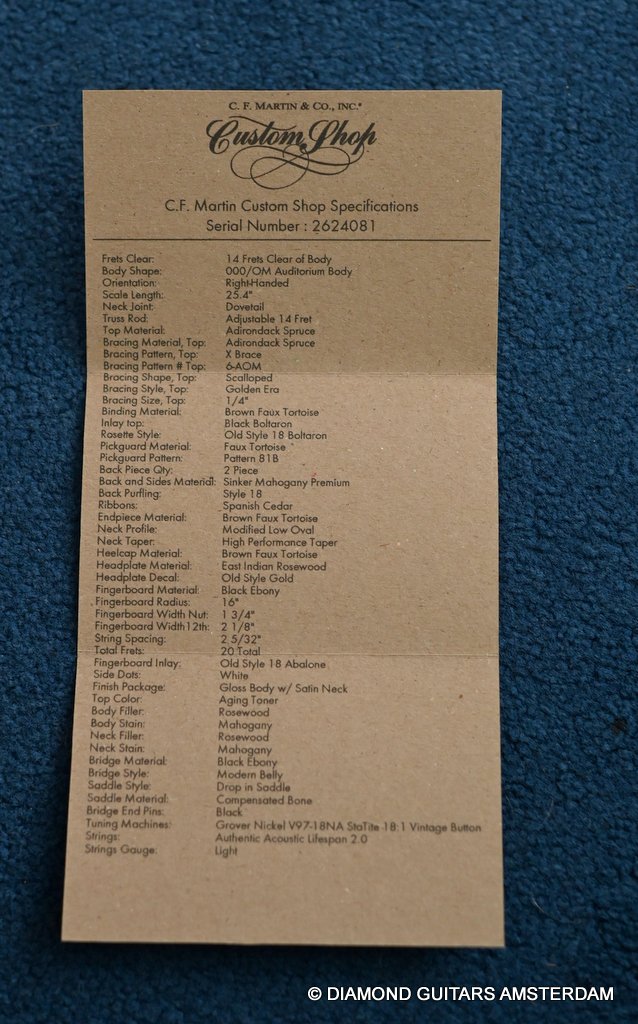 C. F. MARTIN & CO., INC.®
Custom Shop
C.F. Martin Custom Shop Specifications
Serial Number : 2624081
Frets Clear: 14 Frets Clear of Body
Body Shape: 000/OM Auditorium Body
Orientation: Right-Handed
Scale Length: 25.4"
Neck Joint: Dovetail
Truss Rod: Adjustable 14 Fret
Top Material: Adirondack Spruce
Bracing Material, Top: Adirondack Spruce
Bracing Pattern, Top: X Brace
Bracing Pattern # Top: 6-AOM
Bracing Shape, Top: Scalloped
Bracing Style, Top: Golden Era
Bracing Size, Top: 1/4"
Binding Material: Brown Faux Tortoise
Inlay top: Black Boltaron
Rosette Style: Old Style 18 Boltaron
Pickguard Material: Faux Tortoise
Pickguard Pattern: Pattern 81B
Back Piece Qty: 2 Piece
Back and Sides Material: Sinker Mahogany Premium
Back Purfling: Style 18
Ribbons: Spanish Cedar
Endpiece Material: Brown Faux Tortoise
Neck Profile: Modified Low Oval
Neck Taper: High Performance Taper
Heelcap Material: Brown Faux Tortoise
Headplate Material: East Indian Rosewood
Headplate Decal: Old Style Gold
Fingerboard Material: Black Ebony
Fingerboard Radius: 16"
Fingerboard Width Nut: 1 3/4"
Fingerboard Width12th: 2 1/8"
String Spacing: 2 5/32"
Total Frets: 20 Total
Fingerboard Inlay: Old Style 18 Abalone
Side Dots: White
Finish Package: Gloss Body w/ Satin Neck
Top Color: Aging Toner
Body Filler: Rosewood
Body Stain: Mahogany
Neck Filler: Rosewood
Neck Stain: Mahogany
Bridge Material: Black Ebony
Bridge Style: Modern Belly
Saddle Style: Drop in Saddle
Saddle Material: Compensated Bone
Bridge End Pins: Black
Tuning Machines: Grover Nickel V97-18NA StaTite 18:1 Vintage Button
Strings: Authentic Acoustic Lifespan 2.0
Strings Gauge: Light
© DIAMOND GUITARS AMSTERDAM